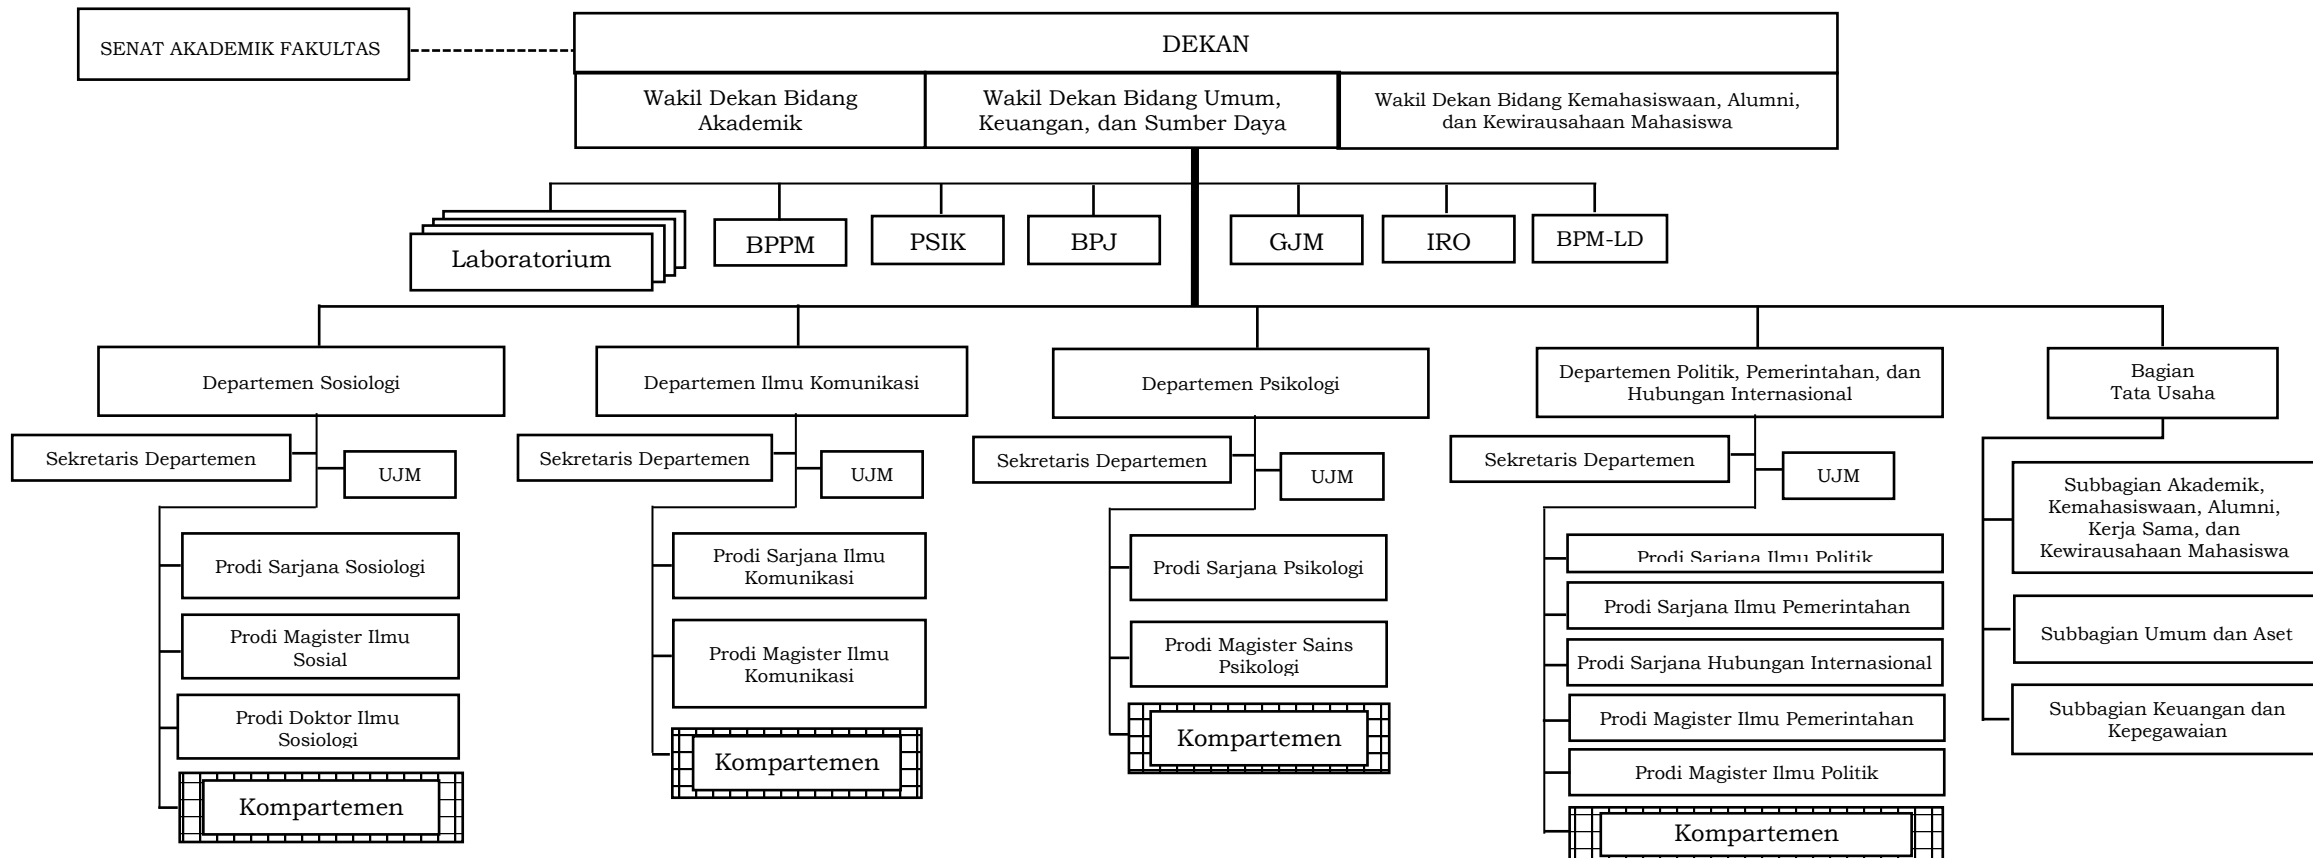 SENAT AKADEMIK FAKULTAS
DEKAN
Wakil Dekan Bidang
Akademik
Wakil Dekan Bidang Umum,
Keuangan, dan Sumber Daya
Wakil Dekan Bidang Kemahasiswaan, Alumni,
dan Kewirausahaan Mahasiswa
Laboratorium
BPPM
PSIK
BPJ
GJM
IRO
BPM-LD
Departemen Sosiologi
Sekretaris Departemen
UJM
Prodi Sarjana Sosiologi
Prodi Magister Ilmu
Sosial
Prodi Doktor Ilmu
Sosiologi
Kompartemen
Departemen Ilmu Komunikasi
Sekretaris Departemen
UJM
Prodi Sarjana Ilmu
Komunikasi
Prodi Magister Ilmu
Komunikasi
Kompartemen
Departemen Psikologi
Sekretaris Departemen
UJM
Prodi Sarjana Psikologi
Prodi Magister Sains
Psikologi
Kompartemen
Departemen Politik, Pemerintahan, dan
Hubungan Internasional
Sekretaris Departemen
UJM
Prodi Sarjana Ilmu Politik
Prodi Sarjana Ilmu Pemerintahan
Prodi Sarjana Hubungan Internasional
Prodi Magister Ilmu Pemerintahan
Prodi Magister Ilmu Politik
Kompartemen
Bagian
Tata Usaha
Subbagian Akademik,
Kemahasiswaan, Alumni,
Kerja Sama, dan
Kewirausahaan Mahasiswa
Subbagian Umum dan Aset
Subbagian Keuangan dan
Kepegawaian